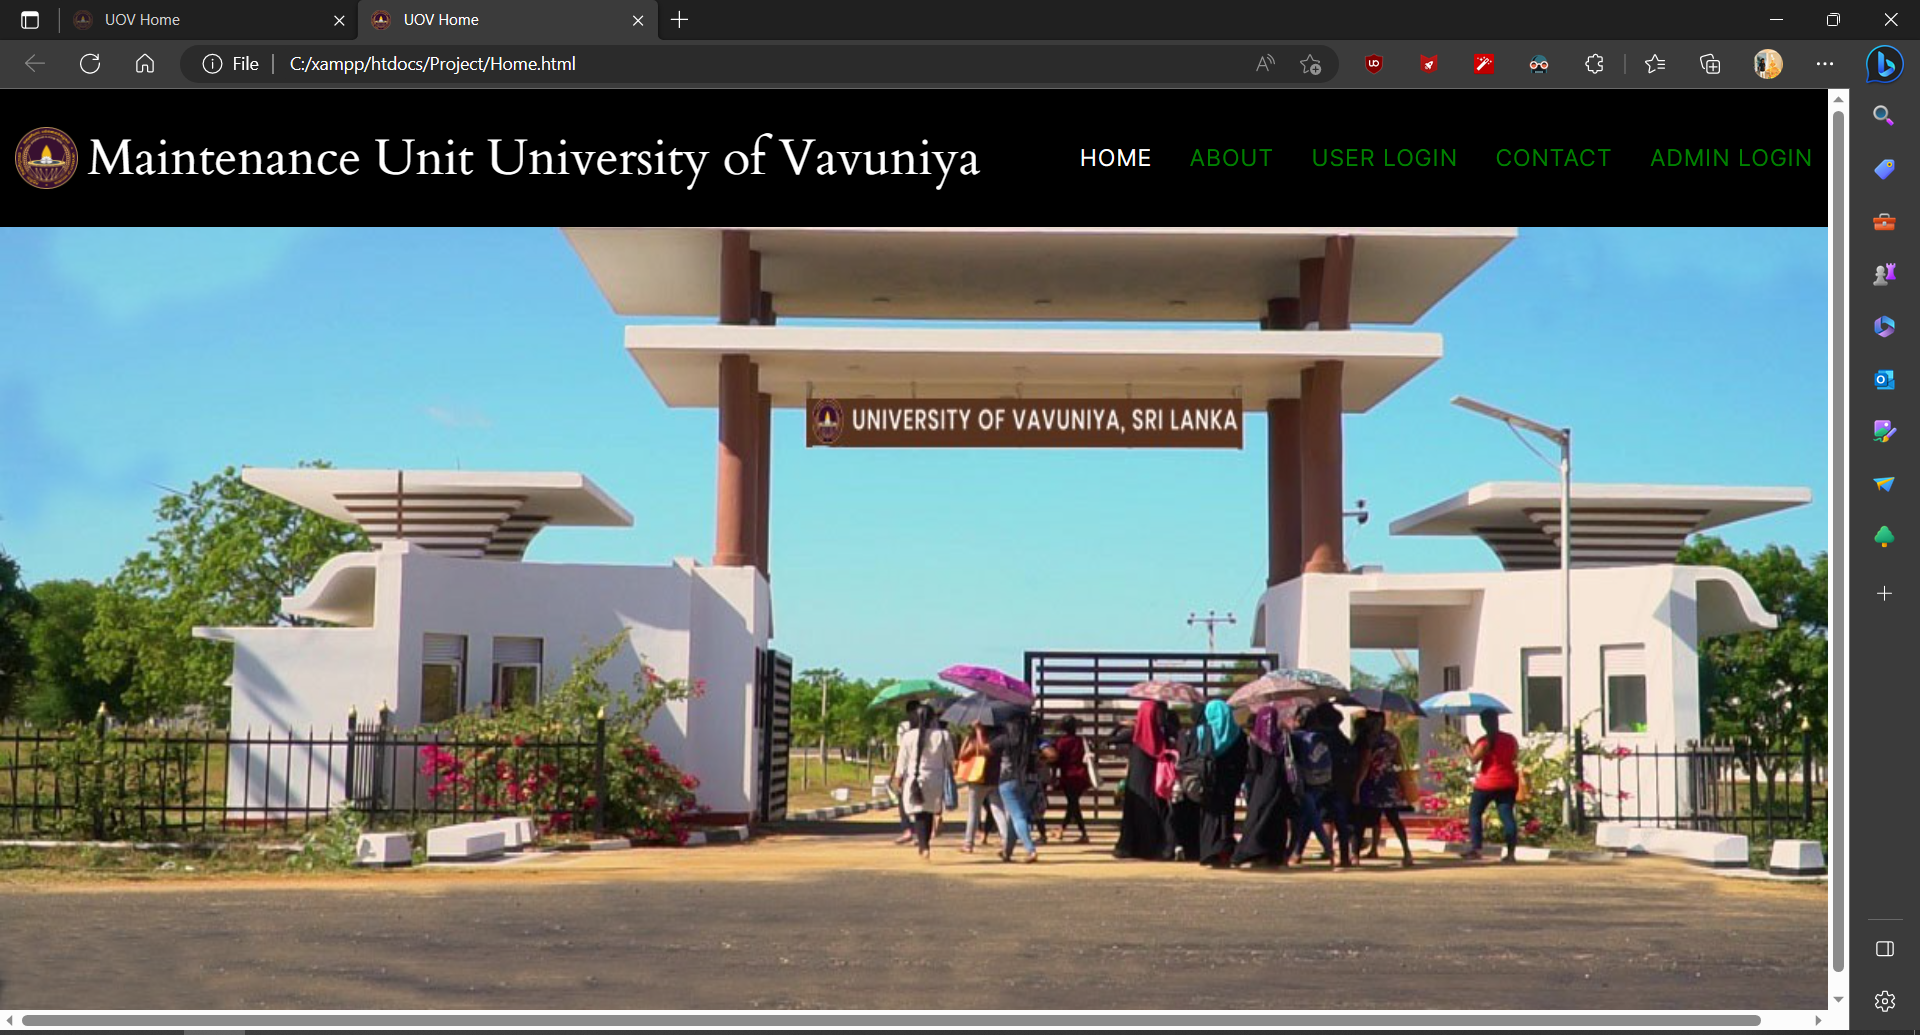 UOV Home
UOV Home
File
C:/xampp/htdocs/Project/Home.html
Maintenance Unit University of Vavuniya
HOME
ABOUT
USER LOGIN
CONTACT
ADMIN LOGIN
UNIVERSITY OF VAVUNIYA, SRI LANKA